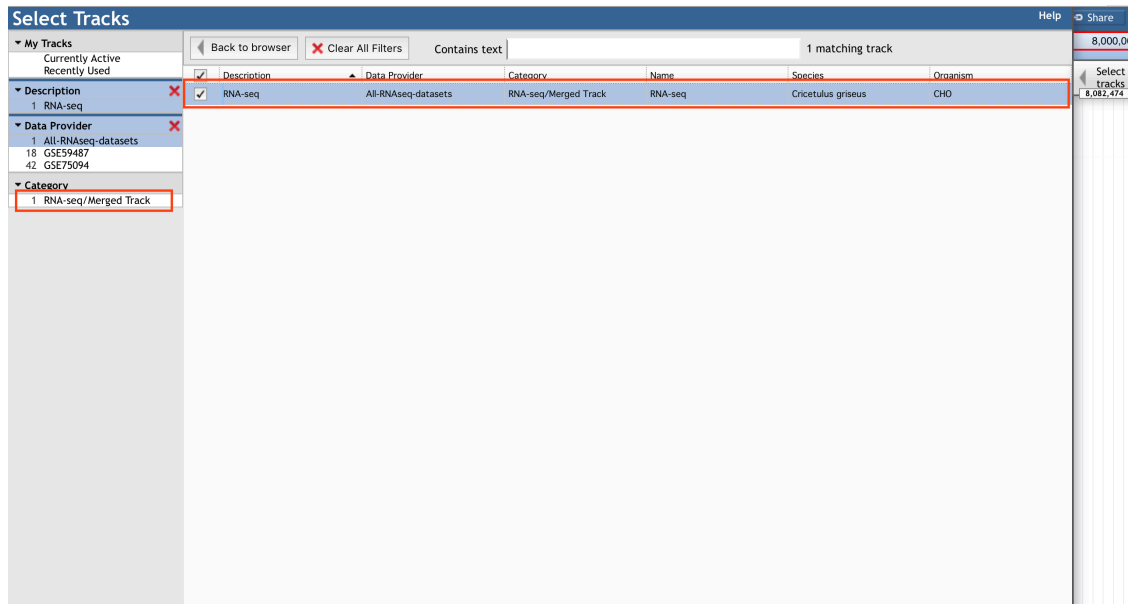 Select Tracks
Help
Share
My Tracks
Currently Active
Recently Used
Description
1 RNA-seq
Data Provider
1 All-RNAseq-datasets
18 GSE59487
42 GSE75094
Category
1 RNA-seq/Merged Track
Back to browser
Clear All Filters
Contains text
1 matching track
Description Data Provider Category Name Species Organism
RNA-seq All-RNAseq-datasets RNA-seq/Merged Track RNA-seq Cricetulus griseus CHO
Select
tracks
8,082,474